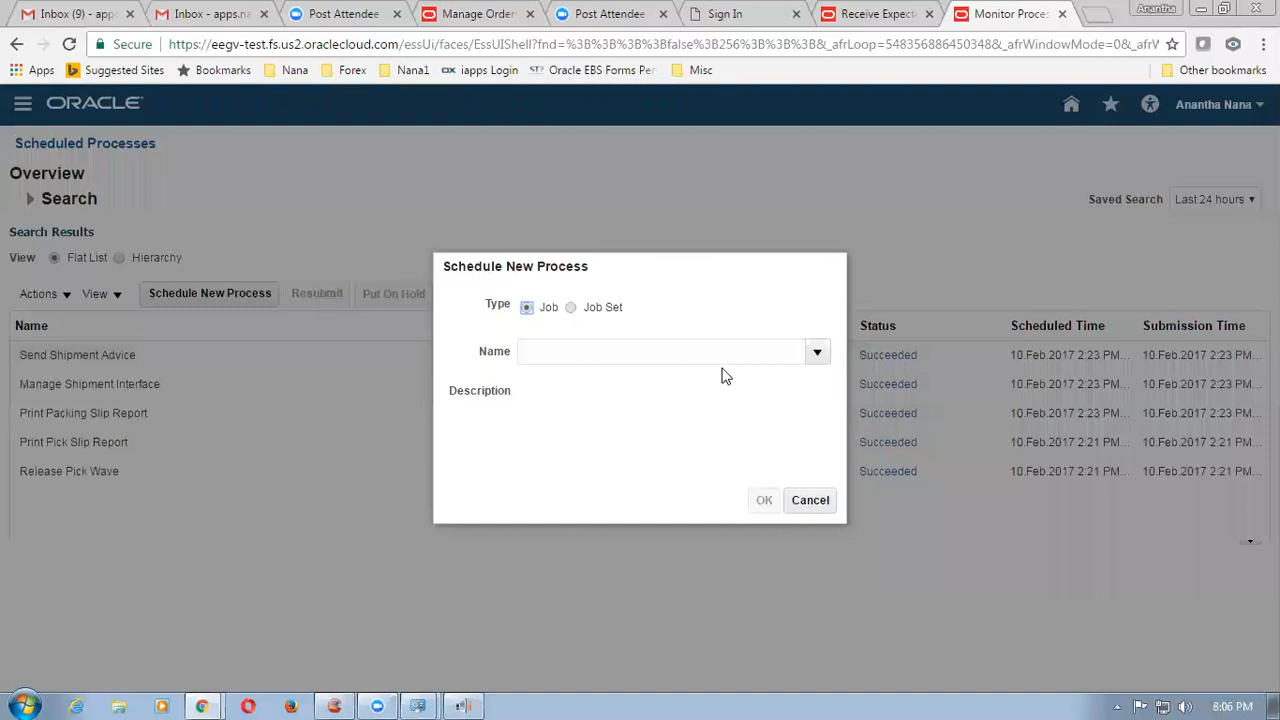 Inbox (9) - apps
Inbox - apps.na
Post Attendee
Manage Order
Post Attendee
Sign In
Receive Expect
Monitor Proces
Anantha
Secure
https://eegv-test.fs.us2.oraclecloud.com/essUi/faces/EssUIShell?fnd=%3B%3B%3B%3Bfalse%3B256%3B%3B%3B&_afrLoop=548356886450348&_afrWindowMode=0&_afrW
Apps
Suggested Sites
Bookmarks
Nana
Forex
Nana1
iapps Login
Oracle EBS Forms Per
Misc
Other bookmarks
ORACLE
Anantha Nana
Scheduled Processes
Overview
Search
Saved Search
Last 24 hours
Search Results
View
Flat List
Hierarchy
Actions
View
Schedule New Process
Resubmit
Put On Hold
Name
Status
Scheduled Time
Submission Time
Send Shipment Advice
Succeeded
10.Feb.2017 2:23 PM...
10.Feb.2017 2:23 PM...
Manage Shipment Interface
Succeeded
10.Feb.2017 2:23 PM...
10.Feb.2017 2:23 PM...
Print Packing Slip Report
Succeeded
10.Feb.2017 2:23 PM...
10.Feb.2017 2:23 PM...
Print Pick Slip Report
Succeeded
10.Feb.2017 2:21 PM...
10.Feb.2017 2:21 PM...
Release Pick Wave
Succeeded
10.Feb.2017 2:21 PM...
10.Feb.2017 2:21 PM...
Schedule New Process
Type
Job
Job Set
Name
Description
OK
Cancel
8:06 PM